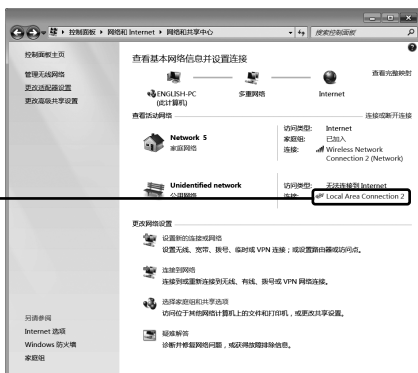 控制面板 ▸ 网络和 Internet ▸ 网络和共享中心
搜索控制面板
控制面板主页
管理无线网络
更改适配器设置
更改高级共享设置
查看基本网络信息并设置连接
查看完整映射
ENGLISH-PC
(此计算机)
多重网络
Internet
查看活动网络
连接或断开连接
Network 5
家庭网络
访问类型: Internet
家庭组: 已加入
连接: Wireless Network
Connection 2 (Network)
Unidentified network
公用网络
访问类型: 无法连接到 Internet
连接: Local Area Connection 2
更改网络设置
设置新的连接或网络
设置无线、宽带、拨号、临时或 VPN 连接；或设置路由器或访问点。
连接到网络
连接到或重新连接到无线、有线、拨号或 VPN 网络连接。
选择家庭组和共享选项
访问位于其他网络计算机上的文件和打印机，或更改共享设置。
疑难解答
诊断并修复网络问题，或获得故障排除信息。
另请参阅
Internet 选项
Windows 防火墙
家庭组